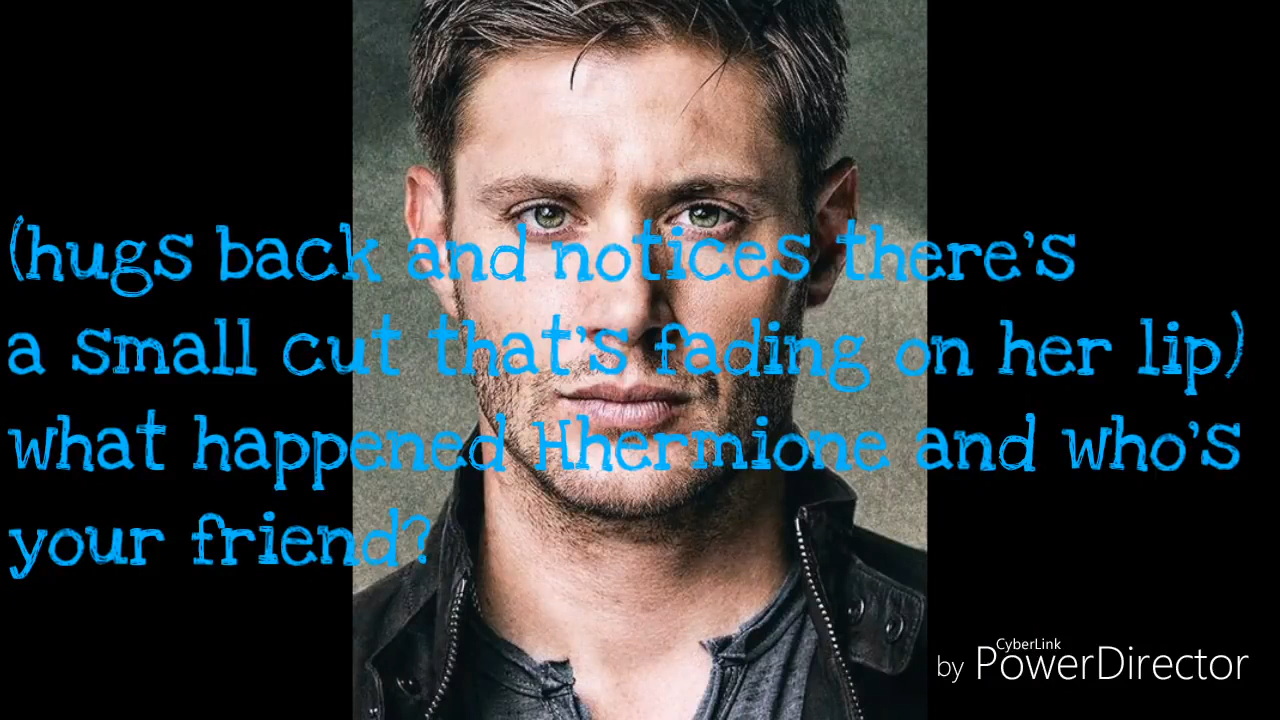 (hugs back and notices there's
a small cut that's fading on her lip)
what happened Hhermione and who's
your friend?
CyberLink
by PowerDirector